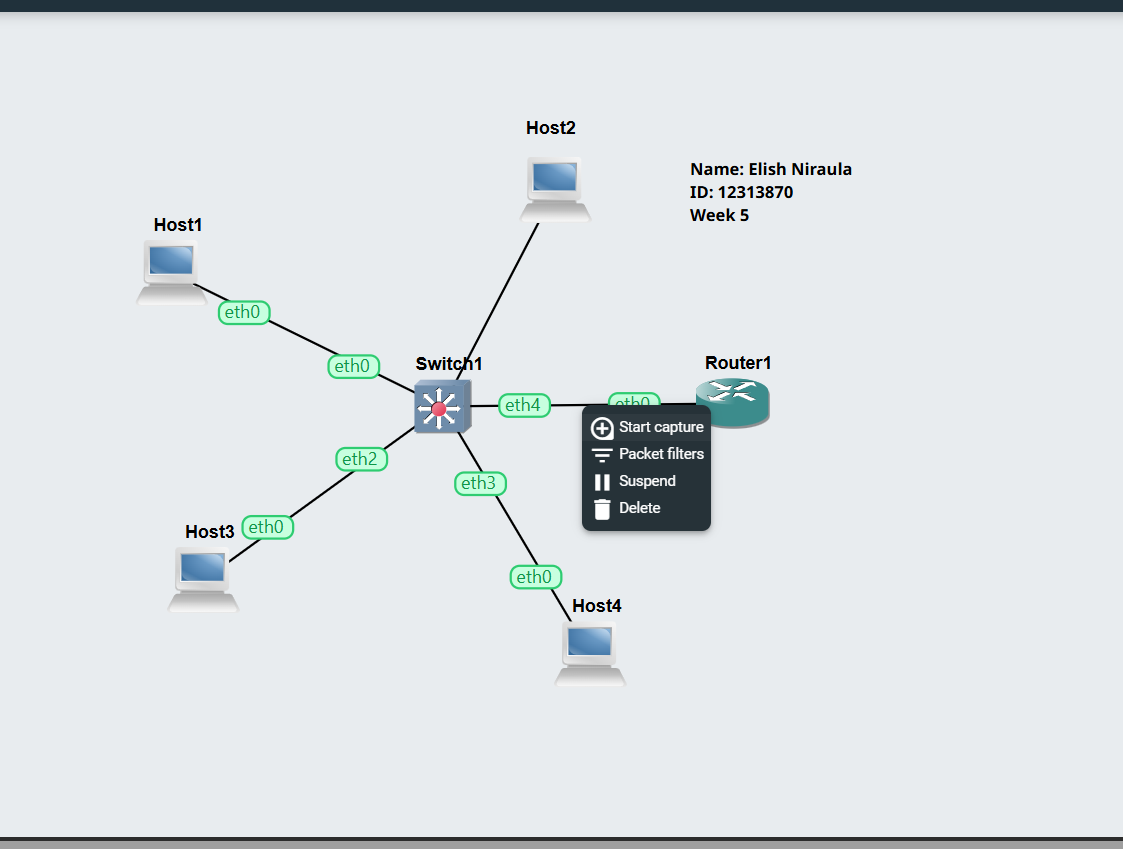 Host2
Name: Elish Niraula
ID: 12313870
Week 5
Host1
eth0
eth0
Switch1
Router1
eth4
eth0
Start capture
Packet filters
Suspend
Delete
eth2
eth3
Host3
eth0
eth0
Host4